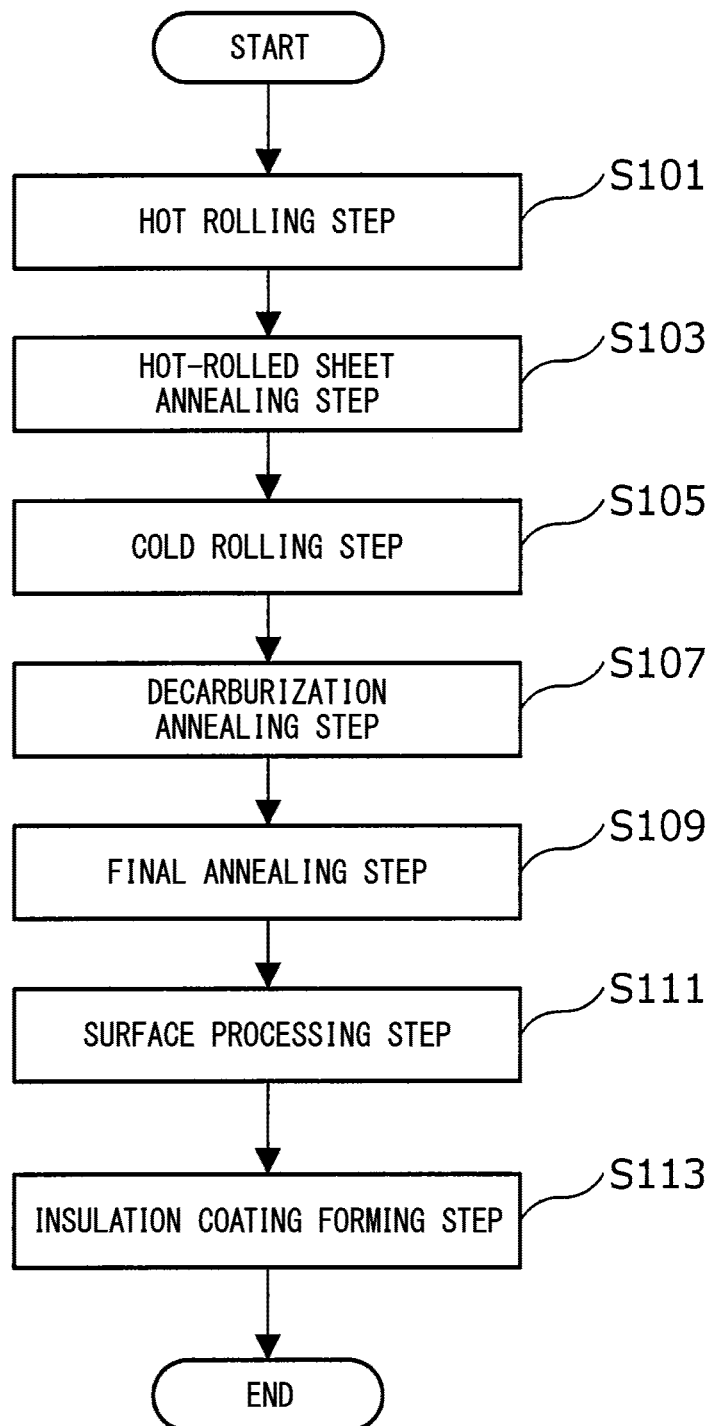 START
S101
HOT ROLLING STEP
S103
HOT-ROLLED SHEET
ANNEALING STEP
S105
COLD ROLLING STEP
S107
DECARBURIZATION
ANNEALING STEP
S109
FINAL ANNEALING STEP
S111
SURFACE PROCESSING STEP
S113
INSULATION COATING FORMING STEP
END